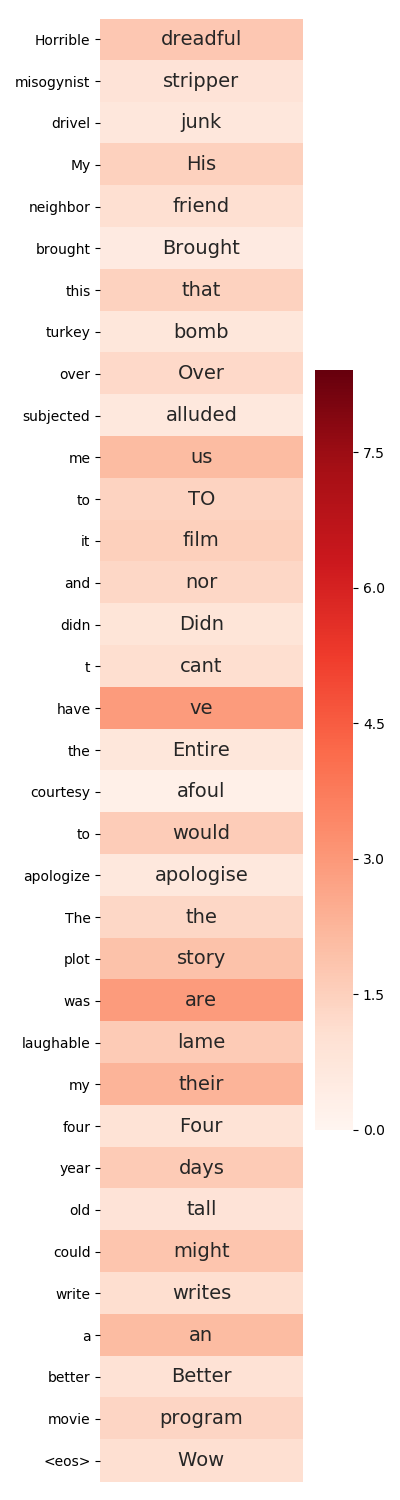 Horrible dreadful
misogynist stripper
drivel junk
My His
neighbor friend
brought Brought
this that
turkey bomb
over Over
subjected alluded
me us
to TO
it film
and nor
didn Didn
t cant
have ve
the Entire
courtesy afoul
to would
apologize apologise
The the
plot story
was are
laughable lame
my their
four Four
year days
old tall
could might
write writes
a an
better Better
movie program
<eos> Wow
7.5
6.0
4.5
3.0
1.5
0.0